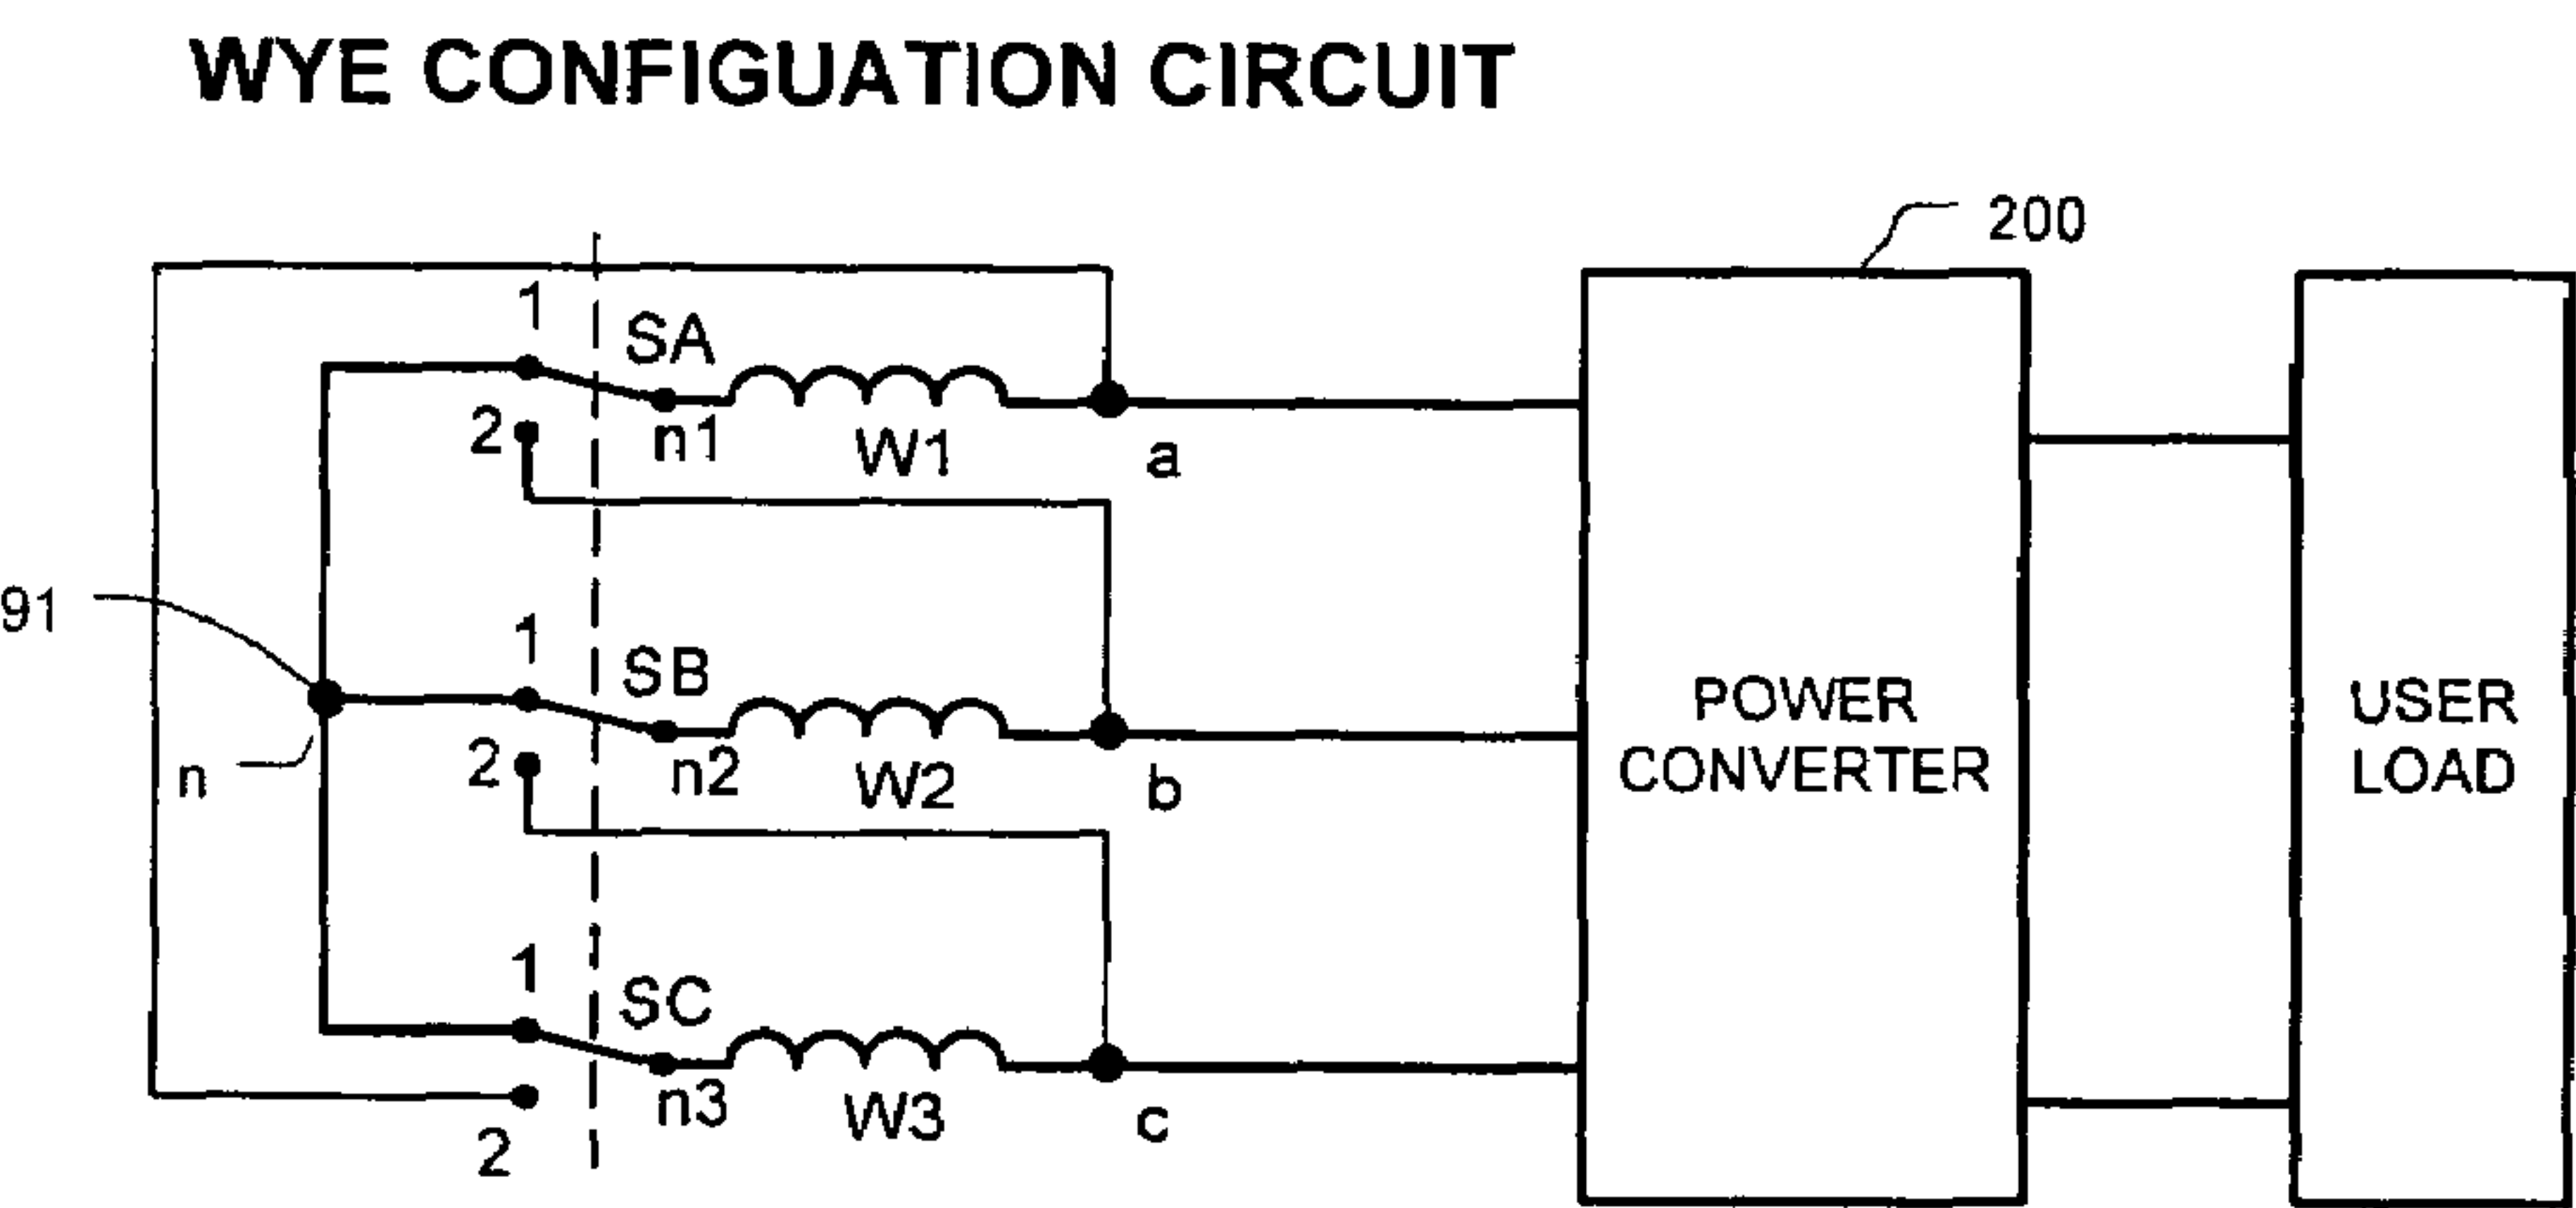 WYE CONFIGUATION CIRCUIT
200
1
SA
2
n1
W1
a
91
1
SB
n
2
n2
W2
b
POWER
CONVERTER
USER
LOAD
1
SC
n3
W3
c
2